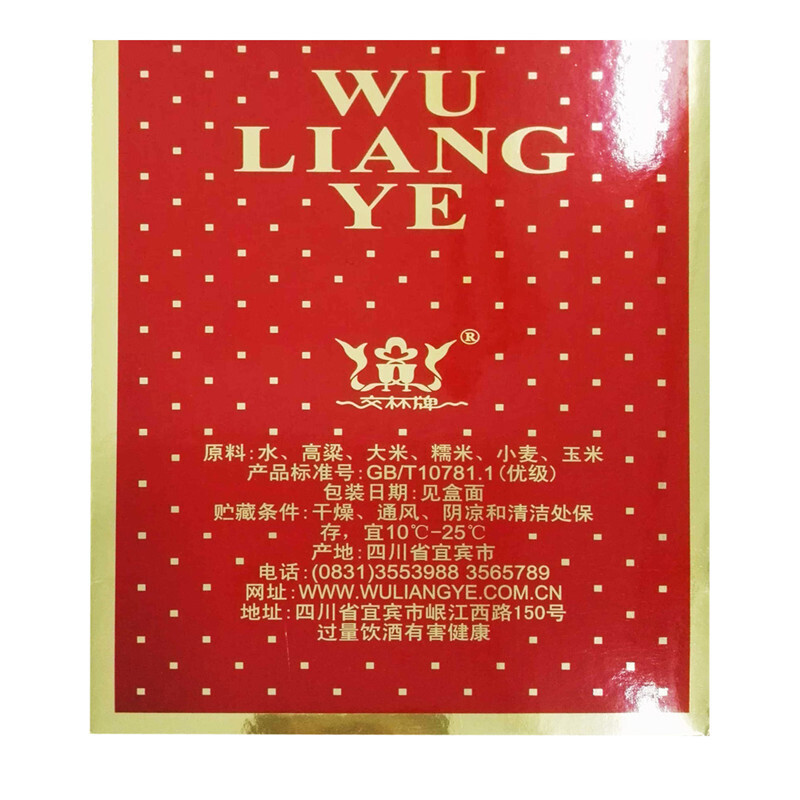 WU
LIANG
YE
®
交杯牌
原料:水、高粱、大米、糯米、小麦、玉米
产品标准号:GB/T10781.1(优级)
包装日期:见盒面
贮藏条件:干燥、通风、阴凉和清洁处保
存，宜10℃-25℃
产地:四川省宜宾市
电话:(0831)3553988 3565789
网址:WWW.WULIANGYE.COM.CN
地址:四川省宜宾市岷江西路150号
过量饮酒有害健康